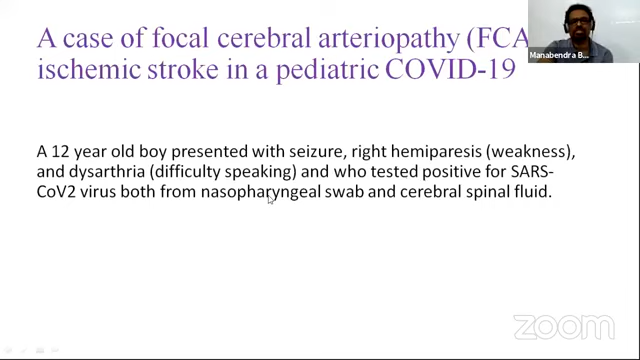 A case of focal cerebral arteriopathy (FCA
ischemic stroke in a pediatric COVID-19
Manabendra B...
A 12 year old boy presented with seizure, right hemiparesis (weakness),
and dysarthria (difficulty speaking) and who tested positive for SARS-
CoV2 virus both from nasopharyngeal swab and cerebral spinal fluid.
zoom